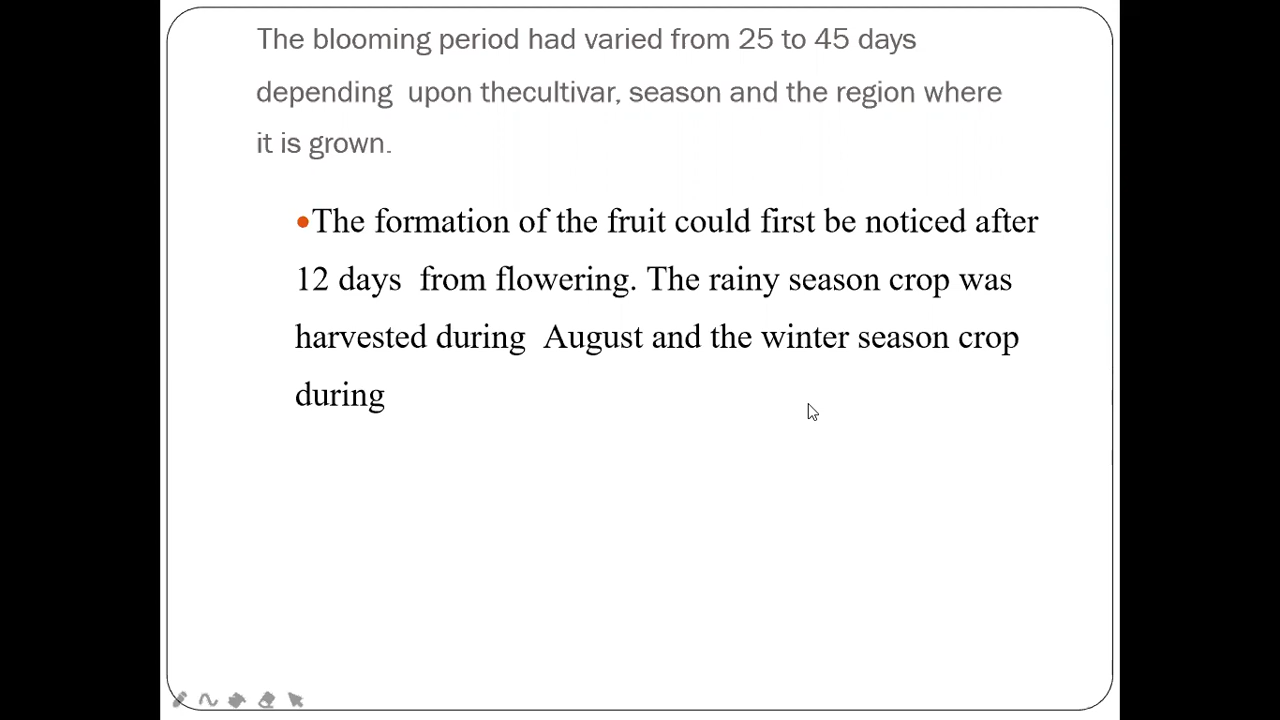 The blooming period had varied from 25 to 45 days
depending  upon thecultivar, season and the region where
it is grown.
•The formation of the fruit could first be noticed after
12 days  from flowering. The rainy season crop was
harvested during  August and the winter season crop
during